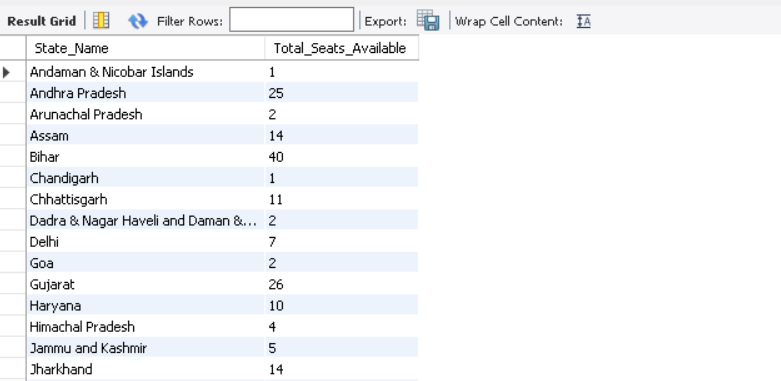 Result Grid Filter Rows: Export: Wrap Cell Content: IA
State_Name Total_Seats_Available
Andaman & Nicobar Islands 1
Andhra Pradesh 25
Arunachal Pradesh 2
Assam 14
Bihar 40
Chandigarh 1
Chhattisgarh 11
Dadra & Nagar Haveli and Daman &... 2
Delhi 7
Goa 2
Gujarat 26
Haryana 10
Himachal Pradesh 4
Jammu and Kashmir 5
Jharkhand 14